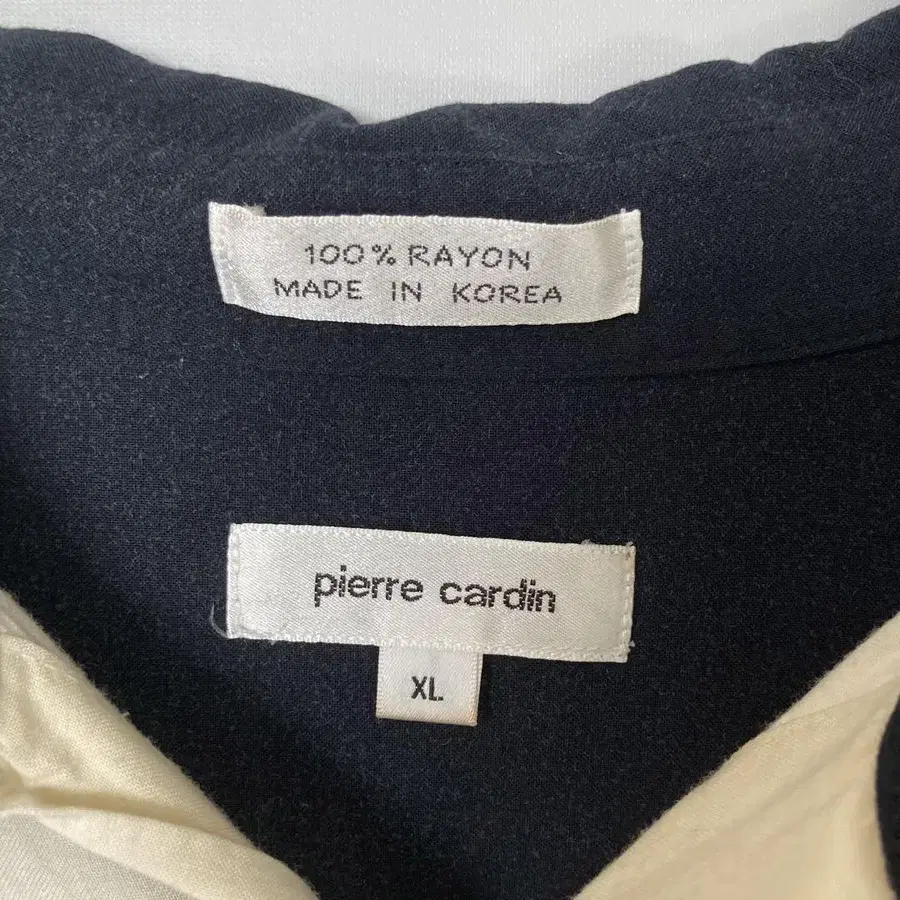 100% RAYON
MADE IN KOREA
pierre cardin
XL